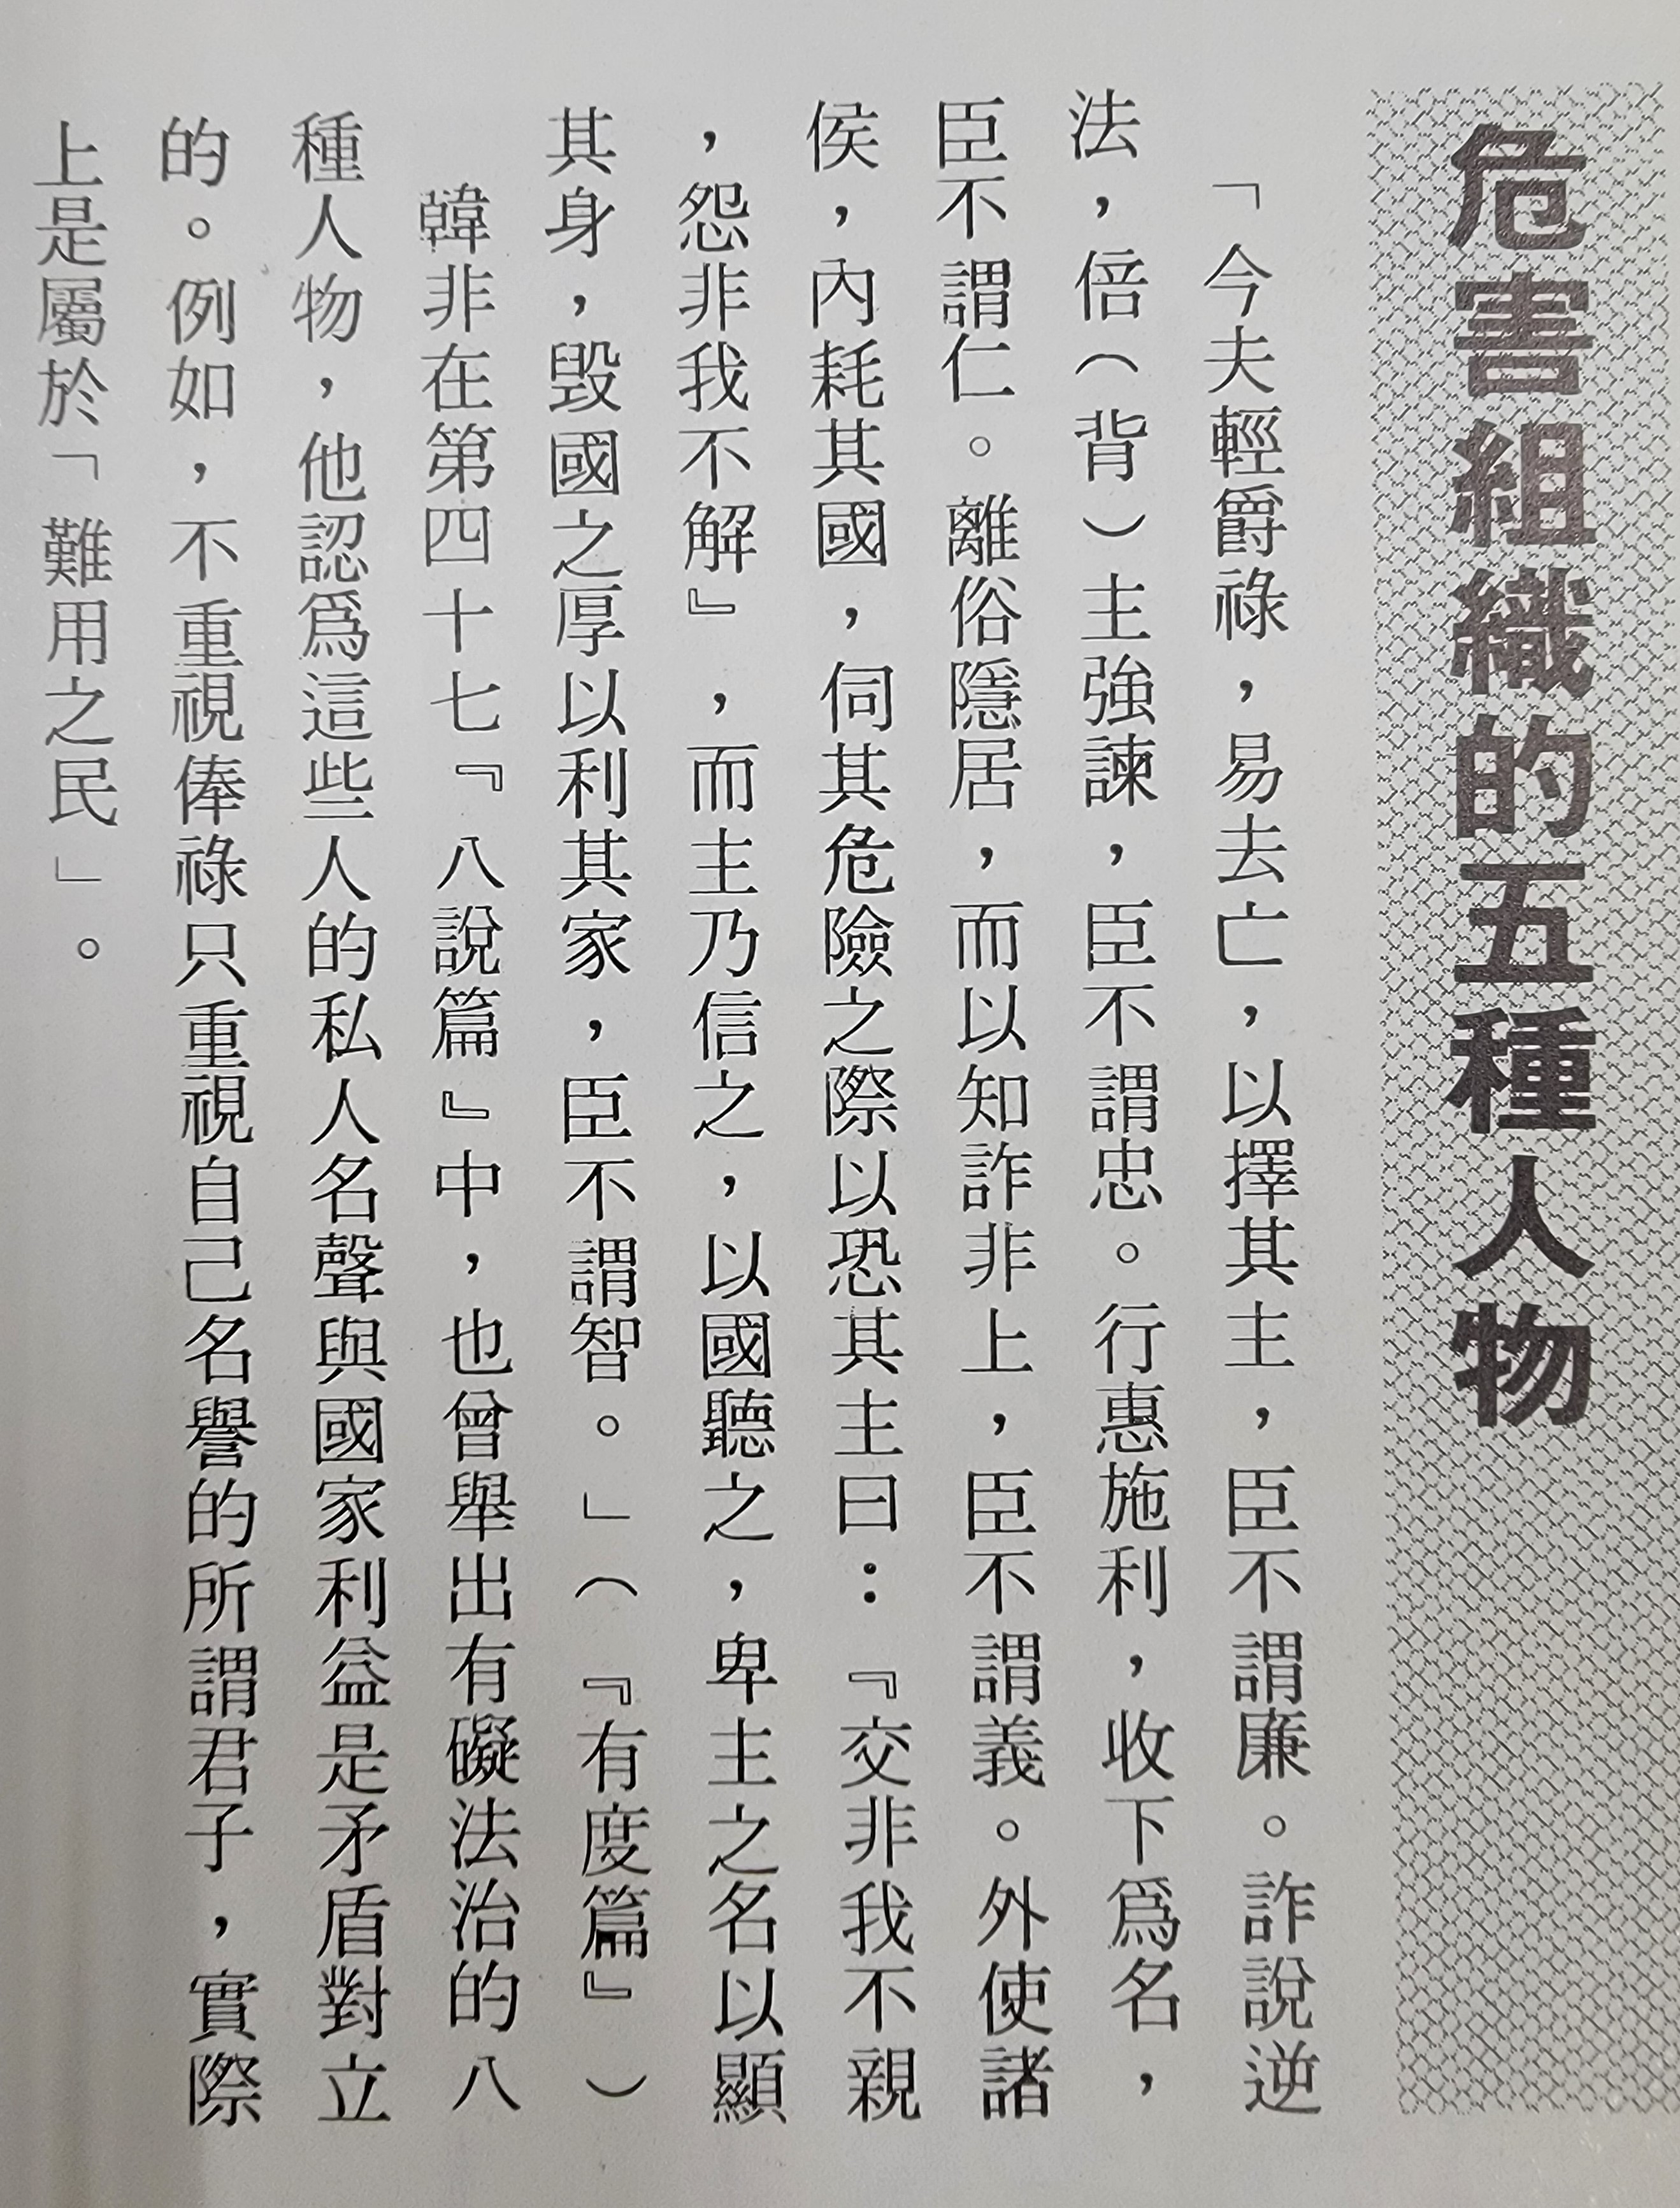 危害組織的五種人物
「今夫輕爵祿，易去亡，以擇其主，臣不謂廉。詐說逆
法，倍（背）主強諫，臣不謂忠。行惠施利，收下爲名，
臣不謂仁。離俗隱居，而以知詐非上，臣不謂義。外使諸
侯，內耗其國，伺其危險之際以恐其主曰：『交非我不親
，怨非我不解』，而主乃信之，以國聽之，卑主之名以顯
其身，毀國之厚以利其家，臣不謂智。」（『有度篇』）
韓非在第四十七『八說篇』中，也曾舉出有礙法治的八
種人物，他認爲這些人的私人名聲與國家利益是矛盾對立
的。例如，不重視俸祿只重視自己名譽的所謂君子，實際
上是屬於「難用之民」。